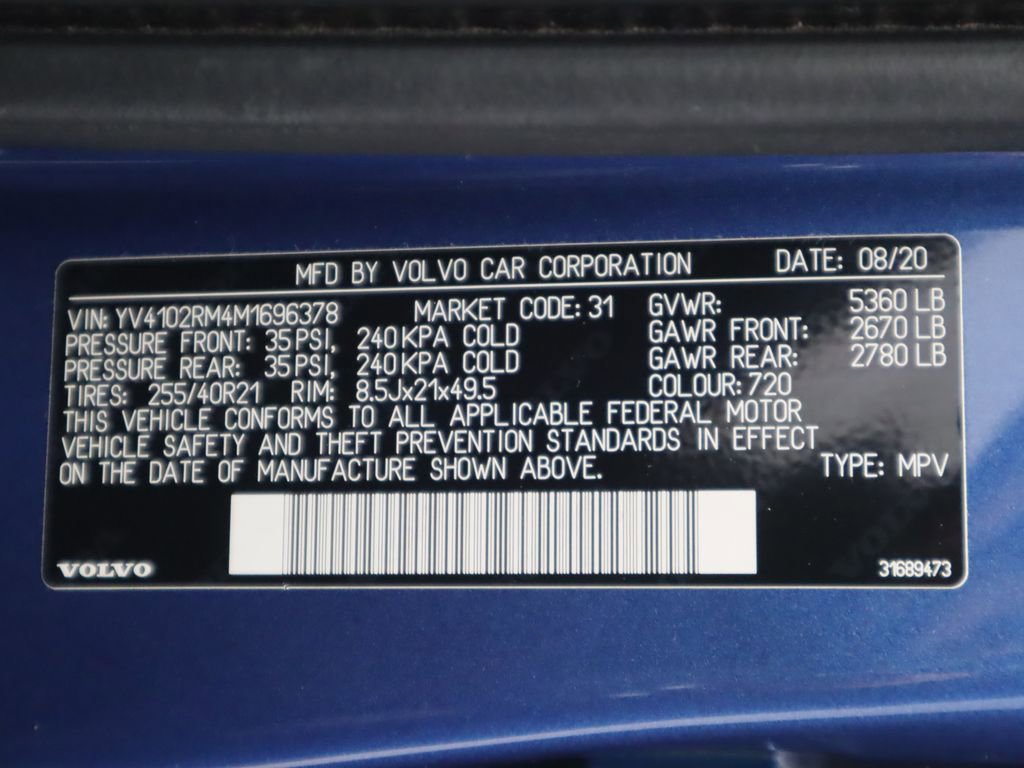 MFD BY VOLVO CAR CORPORATION DATE: 08/20
VIN: YV4102RM4M1696378 MARKET CODE: 31 GVWR: 5360 LB
PRESSURE FRONT: 35 PSI, 240 KPA COLD GAWR FRONT: 2670 LB
PRESSURE REAR: 35 PSI, 240 KPA COLD GAWR REAR: 2780 LB
TIRES: 255/40R21 RIM: 8.5Jx21x49.5 COLOUR: 720
THIS VEHICLE CONFORMS TO ALL APPLICABLE FEDERAL MOTOR
VEHICLE SAFETY AND THEFT PREVENTION STANDARDS IN EFFECT
ON THE DATE OF MANUFACTURE SHOWN ABOVE. TYPE: MPV
VOLVO 31689473